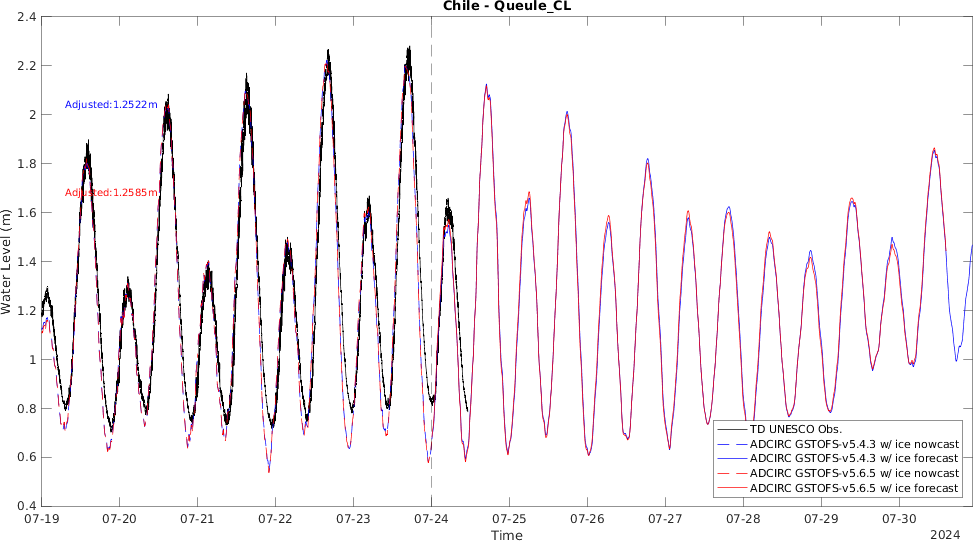 Chile - Queule_CL
2.4
2.2
2
1.8
1.6
1.4
1.2
1
0.8
0.6
0.4
Water Level (m)
Adjusted:1.2522m
Adjusted:1.2585m
TD UNESCO Obs.
ADCIRC GSTOFS-v5.4.3 w/ ice nowcast
ADCIRC GSTOFS-v5.4.3 w/ ice forecast
ADCIRC GSTOFS-v5.6.5 w/ ice nowcast
ADCIRC GSTOFS-v5.6.5 w/ ice forecast
07-19 07-20 07-21 07-22 07-23 07-24 07-25 07-26 07-27 07-28 07-29 07-30
Time
2024